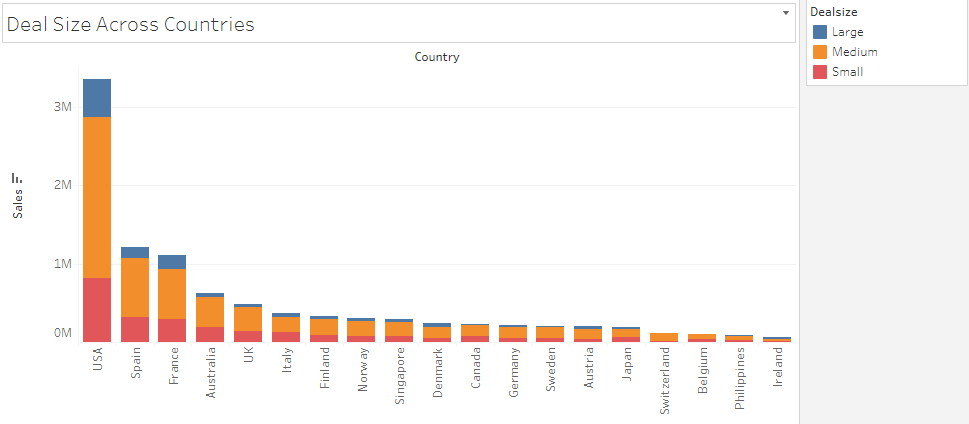 Deal Size Across Countries
Dealsize
Large
Medium
Small
Country
Sales
3M
2M
1M
0M
USA
Spain
France
Australia
UK
Italy
Finland
Norway
Singapore
Denmark
Canada
Germany
Sweden
Austria
Japan
Switzerland
Belgium
Philippines
Ireland